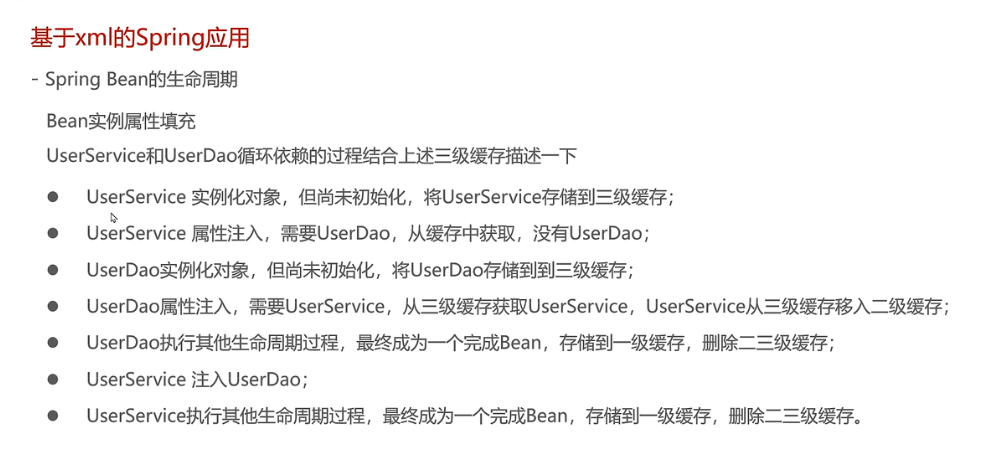 基于xml的Spring应用
- Spring Bean的生命周期
Bean实例属性填充
UserService和UserDao循环依赖的过程结合上述三级缓存描述一下
● UserService 实例化对象，但尚未初始化，将UserService存储到三级缓存；
● UserService 属性注入，需要UserDao，从缓存中获取，没有UserDao；
● UserDao实例化对象，但尚未初始化，将UserDao存储到到三级缓存；
● UserDao属性注入，需要UserService，从三级缓存获取UserService，UserService从三级缓存移入二级缓存；
● UserDao执行其他生命周期过程，最终成为一个完成Bean，存储到一级缓存，删除二三级缓存；
● UserService 注入UserDao；
● UserService执行其他生命周期过程，最终成为一个完成Bean，存储到一级缓存，删除二三级缓存。